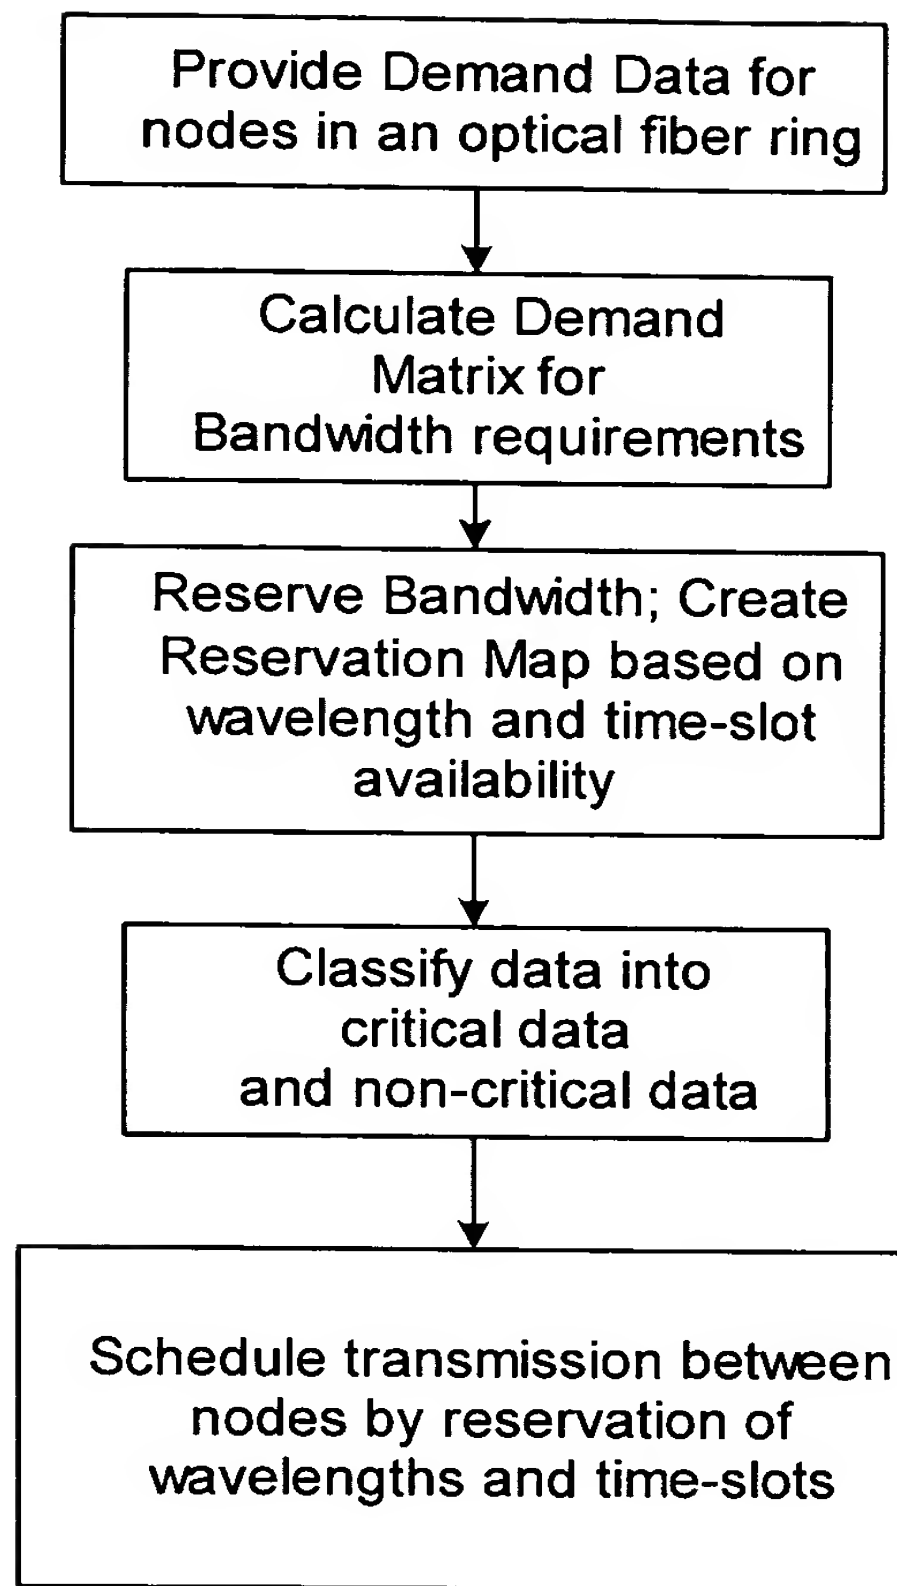 Provide Demand Data for
nodes in an optical fiber ring
Calculate Demand
Matrix for
Bandwidth requirements
Reserve Bandwidth; Create
Reservation Map based on
wavelength and time-slot
availability
Classify data into
critical data
and non-critical data
Schedule transmission between
nodes by reservation of
wavelengths and time-slots